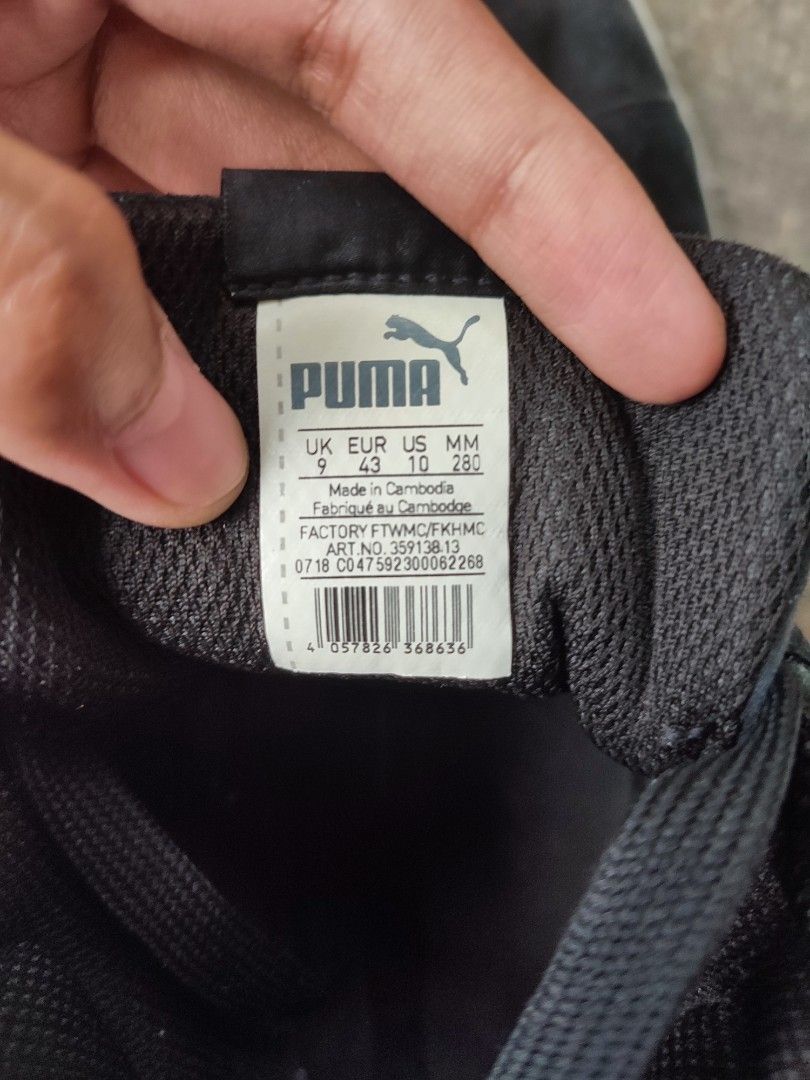 PUMA
UK EUR US MM
9 43 10 280
Made in Cambodia
Fabriqué au Cambodge
FACTORY FTWMC/FKHMC
ART.NO. 359138-13
0718 C047592300062268
4 057826 368636